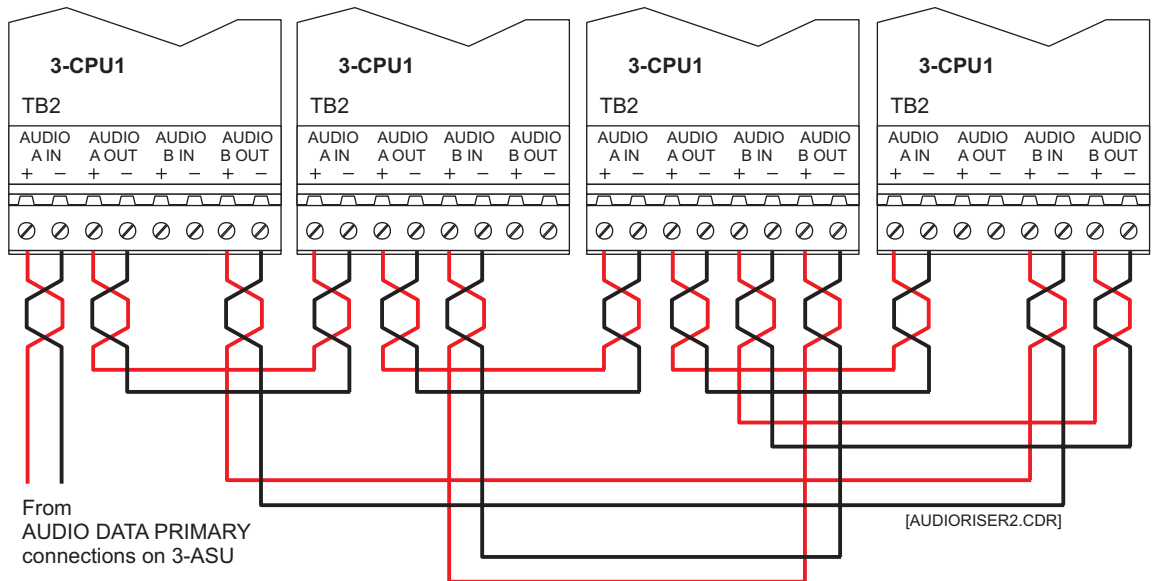 3-CPU1 3-CPU1 3-CPU1 3-CPU1
TB2 TB2 TB2 TB2
AUDIO AUDIO AUDIO AUDIO AUDIO AUDIO AUDIO AUDIO AUDIO AUDIO AUDIO AUDIO AUDIO AUDIO AUDIO AUDIO
A IN A OUT B IN B OUT A IN A OUT B IN B OUT A IN A OUT B IN B OUT A IN A OUT B IN B OUT
+ − + − + − + − + − + − + − + − + − + − + − + − + − + − + − + −
From
AUDIO DATA PRIMARY
connections on 3-ASU
[AUDIORISER2.CDR]